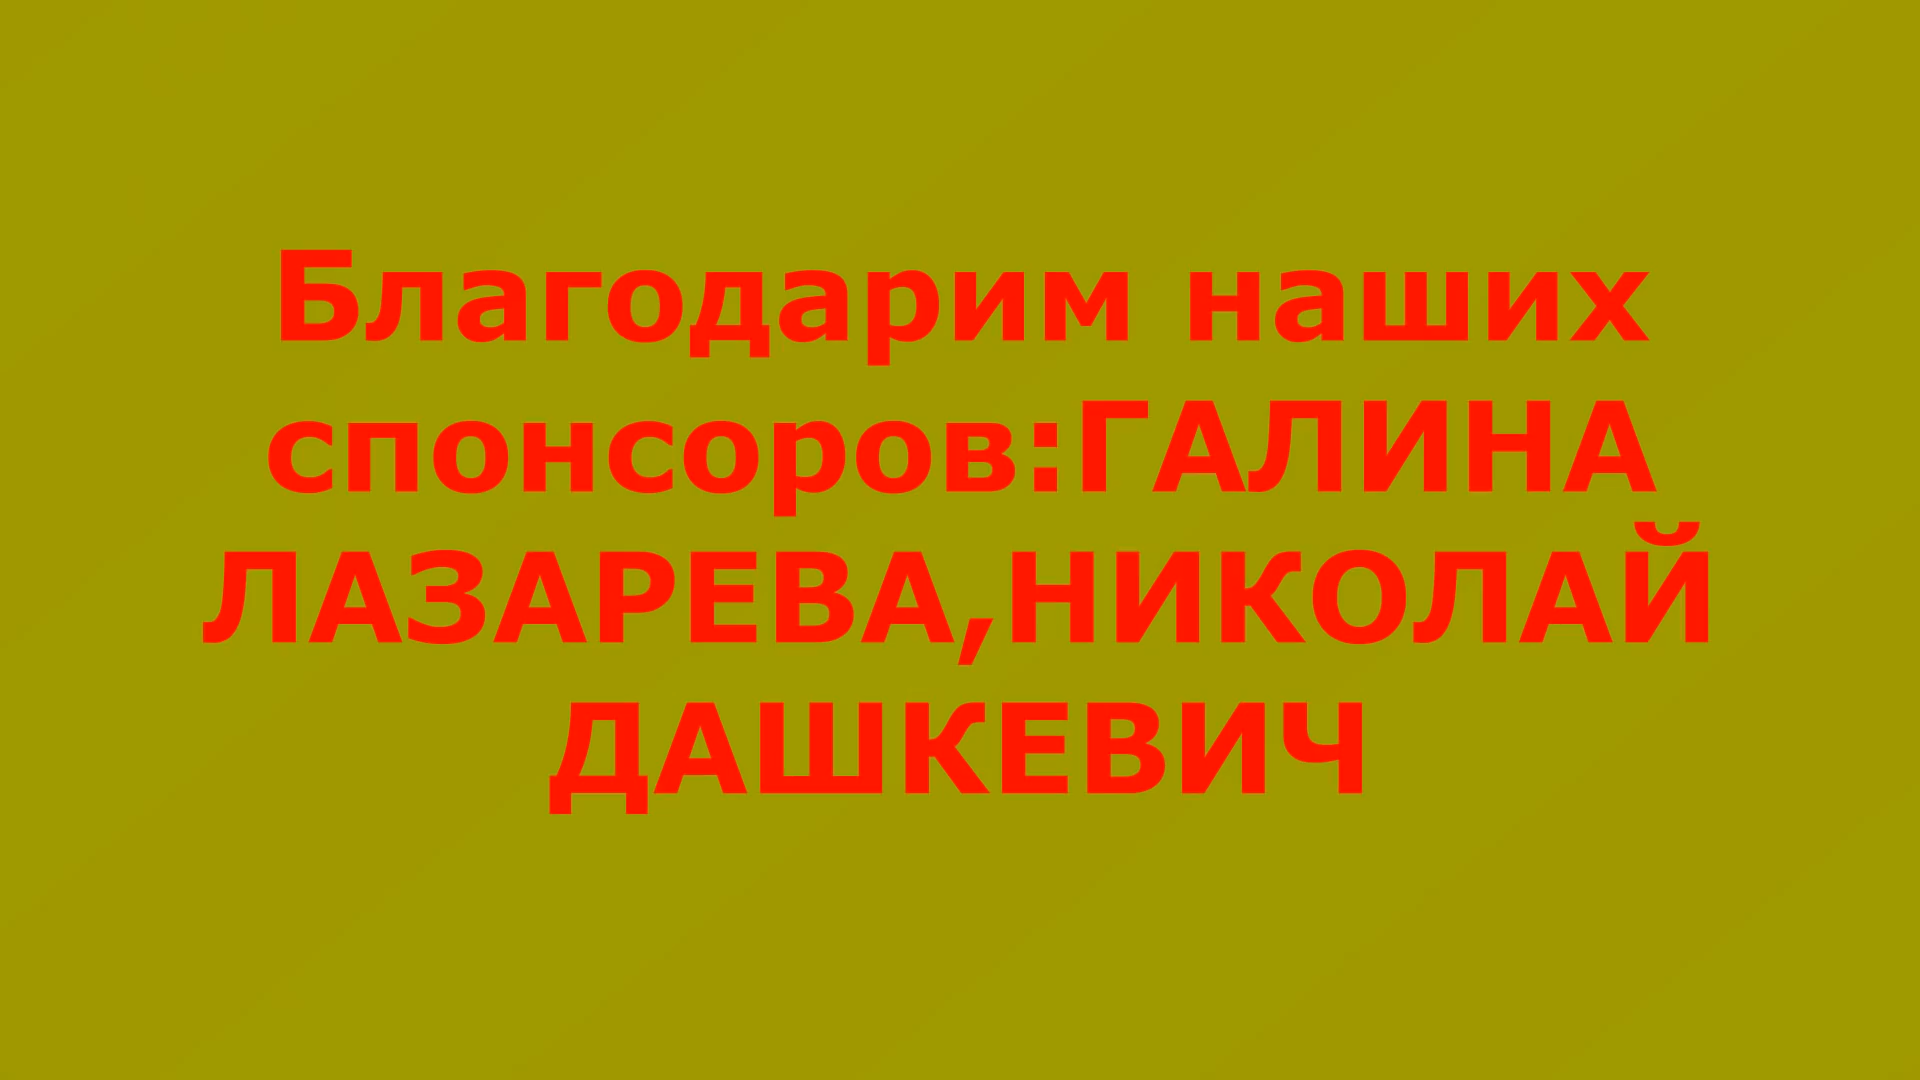 Благодарим наших
спонсоров:ГАЛИНА
ЛАЗАРЕВА,НИКОЛАЙ
ДАШКЕВИЧ